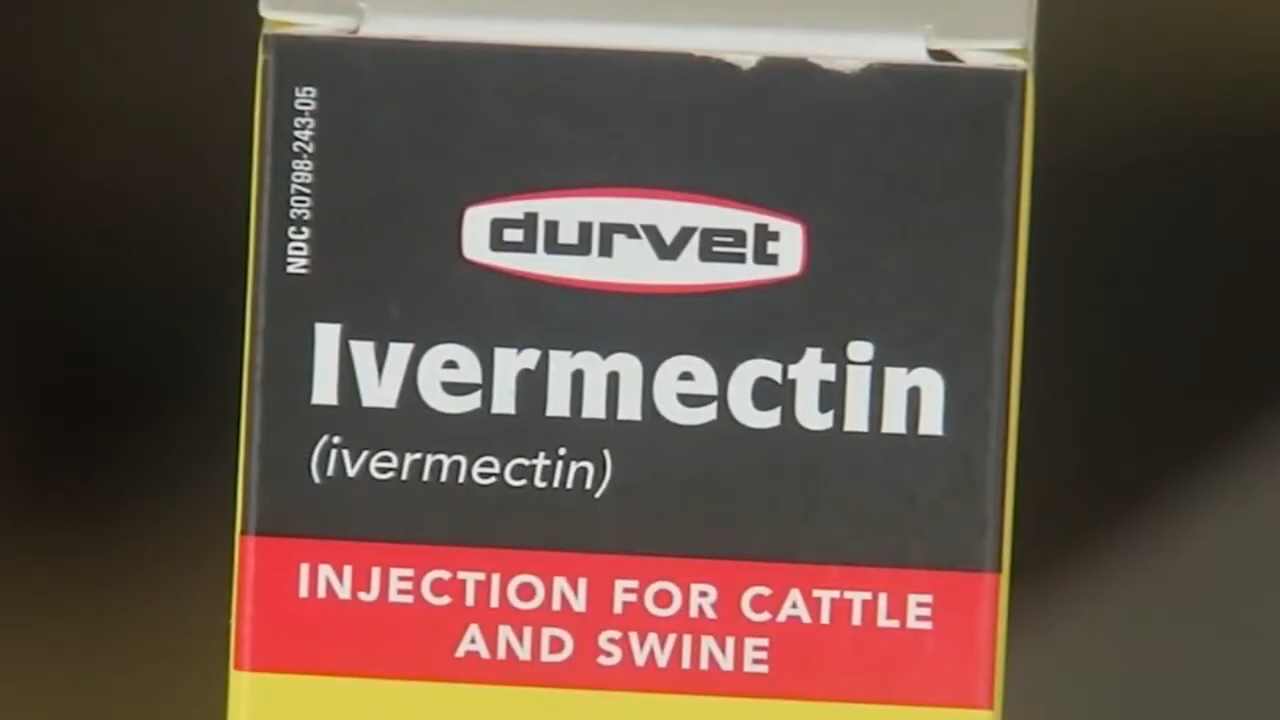 NDC 30798-243-05
durvet
Ivermectin
(ivermectin)
INJECTION FOR CATTLE
AND SWINE